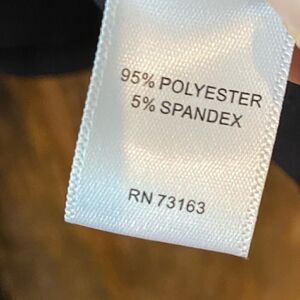 95% POLYESTER
5% SPANDEX
RN 73163